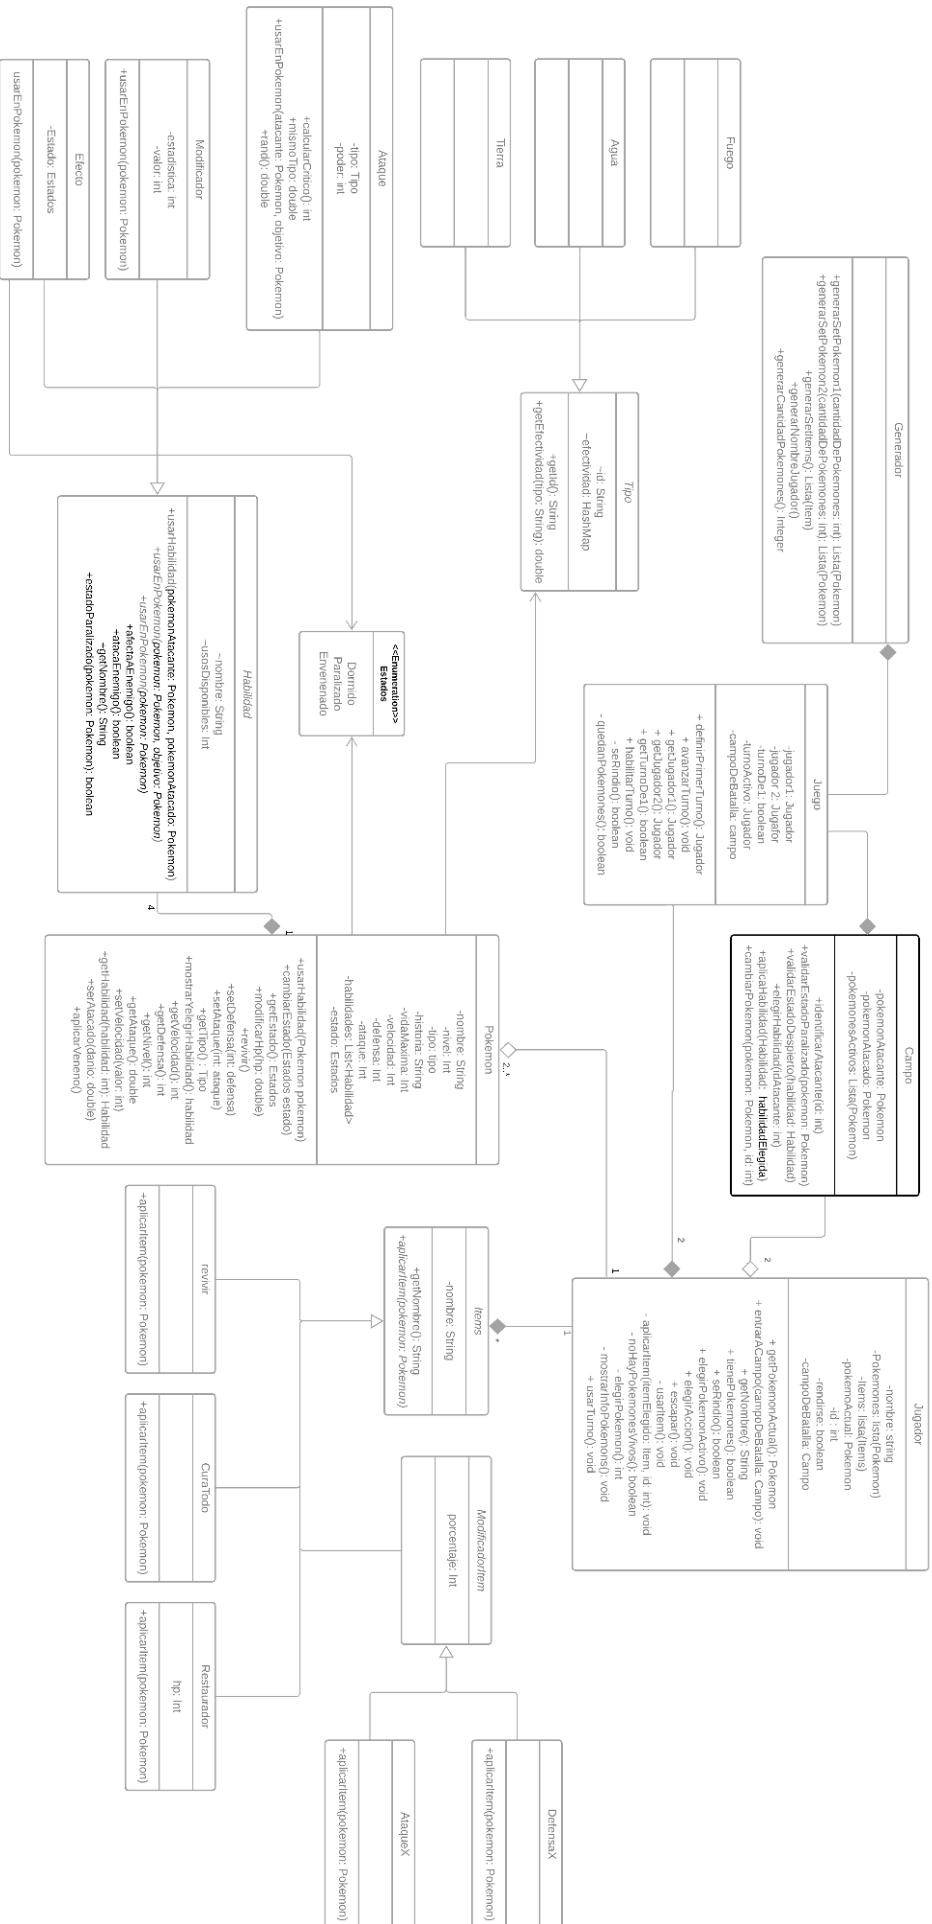 Generador
+generarSetPokemon1(cantidadDePokemones: int): Lista(Pokemon)
+generarSetPokemon2(cantidadDePokemones: int): Lista(Pokemon)
+generarSetItems(): Lista(Item)
+generarNombreJugador()
+generarCantidadPokemones(): Integer
Juego
-jugador1: Jugador
-jugador 2: Jugafor
-turnoDe1: boolean
-turnoActivo: Jugador
-campoDeBatalla: campo
+ definirPrimerTurno(): Jugador
+ avanzarTurno(): void
+ getJugador1(): Jugador
+ getJugador2(): Jugador
+ getTurnoDe1(): boolean
+ habilitarTurno(): void
- seRindio(): boolean
- quedanPokemones(): boolean
Campo
-pokemonAtacante: Pokemon
-pokemonAtacado: Pokemon
-pokemonesActivos: Lista(Pokemon)
+identificarAtacante(id: int)
+validarEstadoParalizado(pokemon: Pokemon)
+validarEstadoDespierto(habilidad: Habilidad)
+elegirHabilidad(idAtacante: int)
+aplicaHabilidad(Habilidad: habilidadElegida)
+cambiarPokemon(pokemon: Pokemon, id: int)
Jugador
-nombre: string
-Pokemones: lista(Pokemon)
-Items: lista(Items)
-pokemonActual: Pokemon
-id : int
-rendirse: boolean
-campoDeBatalla: Campo
+ getPokemonActual(): Pokemon
+ entrarACampo(campoDeBatalla: Campo): void
+ getNombre(): String
+ tienePokemones(): boolean
+ seRindio(): boolean
+ elegirPokemonActivo(): void
+ elegirAccion(): void
+ escapar(): void
- usarItem(): void
- aplicarItem(itemElegido: Item, id: int): void
- noHayPokemonesVivos(): boolean
- elegirPokemon(): int
- mostrarInfoPokemons(): void
+ usarTurno(): void
2
2
1
1
Fuego
Agua
Tierra
Tipo
~id: String
~efectividad: HashMap
+getId(): String
+getEfectividad(tipo: String): double
Ataque
-tipo: Tipo
-poder: int
+calcularCritico(): int
+mismoTipo: double
+usarEnPokemon(atacante: Pokemon, objetivo: Pokemon)
+rand(): double
Modificador
-estadistica: int
-valor: int
+usarEnPokemon(pokemon: Pokemon)
Efecto
-Estado: Estados
usarEnPokemon(pokemon: Pokemon)
<<Enumeration>>
Estados
Dormido
Paralizado
Envenenado
Habilidad
~nombre: String
~usosDisponibles: Int
+usarHabilidad(pokemonAtacante: Pokemon, pokemonAtacado: Pokemon)
+usarEnPokemon(pokemon: Pokemon, objetivo: Pokemon)
+usarEnPokemon(pokemon: Pokemon)
+afectaAEnemigo(): boolean
+atacaEnemigo(): boolean
~getNombre(): String
+estadoParalizado(pokemon: Pokemon): boolean
4
1
Pokemon
-nombre: String
-nivel: Int
-tipo: tipo
-historia: String
-vidaMaxima: Int
-velocidad: Int
-defensa: Int
-ataque: Int
-habilidades: List<Habilidad>
-estado: Estados
+usarHabilidad(Pokemon pokemon)
+cambiarEstado(Estados estado)
+getEstado(): Estados
+modificarHp(hp: double)
+revivir()
+setDefensa(int: defensa)
+setAtaque(int: ataque)
+getTipo() : Tipo
+mostrarYelegirHabilidad(): habilidad
+getVelocidad(): int
+getDefensa(): int
+getNivel(): int
+getAtaque(): double
+setVelocidad(valor: int)
+getHabilidad(habilidad: int): Habilidad
+serAtacado(danio: double)
+aplicarVeneno()
2..*
*
Items
-nombre: String
+getNombre(): String
+aplicarItem(pokemon: Pokemon)
revivir
+aplicarItem(pokemon: Pokemon)
CuraTodo
+aplicarItem(pokemon: Pokemon)
Restaurador
hp: Int
+aplicarItem(pokemon: Pokemon)
ModificadorItem
porcentaje: Int
DefensaX
+aplicarItem(pokemon: Pokemon)
AtaqueX
+aplicarItem(pokemon: Pokemon)